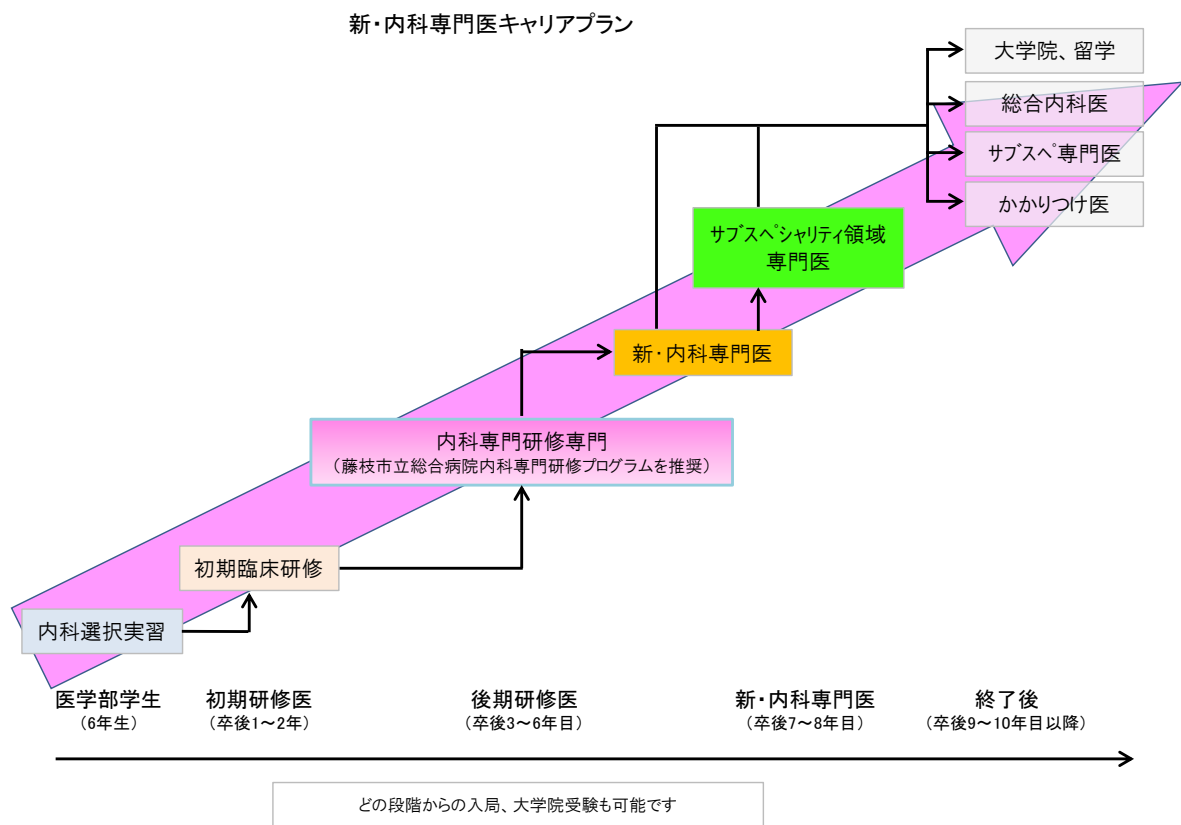 新・内科専門医キャリアプラン
大学院、留学
総合内科医
サブスペ専門医
かかりつけ医
サブスペシャリティ領域
専門医
新・内科専門医
内科専門研修専門
（藤枝市立総合病院内科専門研修プログラムを推奨）
初期臨床研修
内科選択実習
医学部学生
（6年生）
初期研修医
（卒後1～2年）
後期研修医
（卒後3～6年目）
新・内科専門医
（卒後7～8年目）
終了後
（卒後9～10年目以降）
どの段階からの入局、大学院受験も可能です